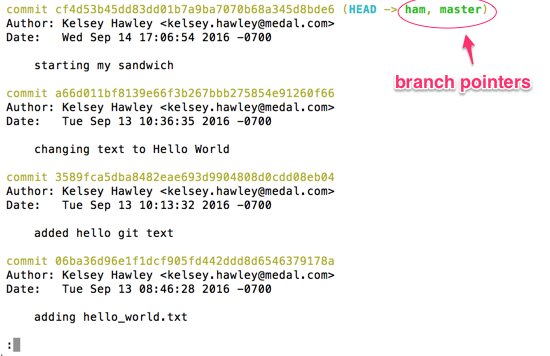 commit cf4d53b45dd83dd01b7a9ba7070b68a345d8bde6 (HEAD -> ham, master)
Author: Kelsey Hawley <kelsey.hawley@medal.com>
Date:   Wed Sep 14 17:06:54 2016 -0700
branch pointers
starting my sandwich
commit a66d011bf8139e66f3b267bbb275854e91260f66
Author: Kelsey Hawley <kelsey.hawley@medal.com>
Date:   Tue Sep 13 10:36:35 2016 -0700
changing text to Hello World
commit 3589fca5dba8482eae693d9904808d0cdd08eb04
Author: Kelsey Hawley <kelsey.hawley@medal.com>
Date:   Tue Sep 13 10:13:32 2016 -0700
added hello git text
commit 06ba36d96e1f1dcf905fd442ddd8d6546379178a
Author: Kelsey Hawley <kelsey.hawley@medal.com>
Date:   Tue Sep 13 08:46:28 2016 -0700
adding hello_world.txt
: